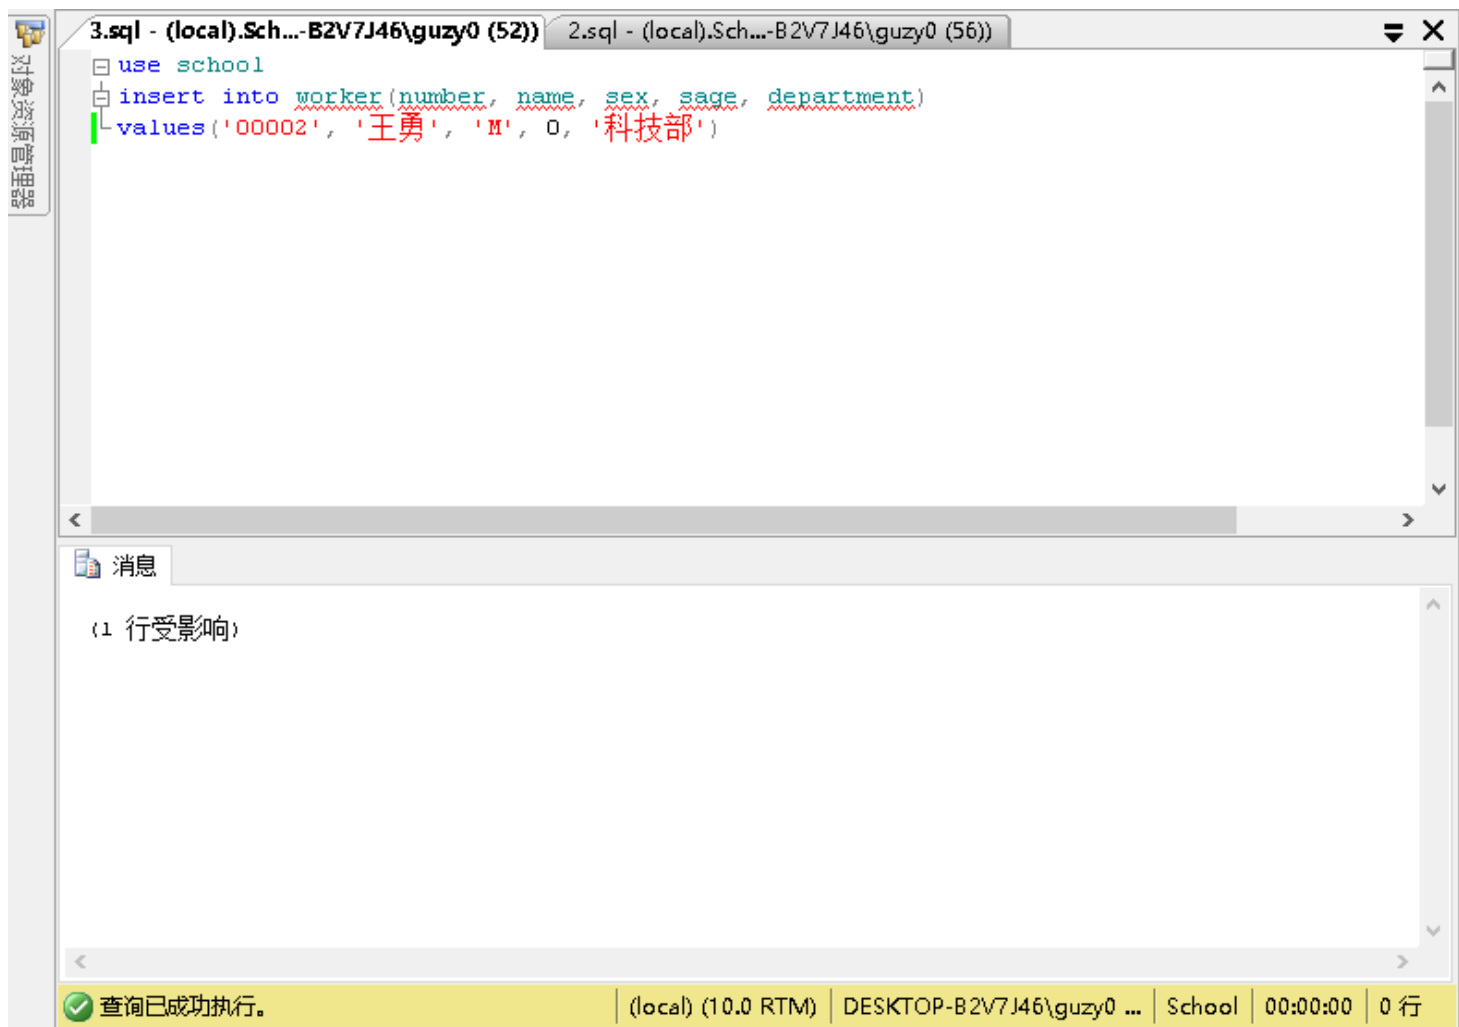 对象资源管理器
3.sql - (local).Sch...-B2V7J46\guzy0 (52))
2.sql - (local).Sch...-B2V7J46\guzy0 (56))
use school
insert into worker(number, name, sex, sage, department)
values('00002', '王勇', 'M', 0, '科技部')
消息
(1 行受影响)
查询已成功执行。
(local) (10.0 RTM)
DESKTOP-B2V7J46\guzy0 ...
School
00:00:00
0 行